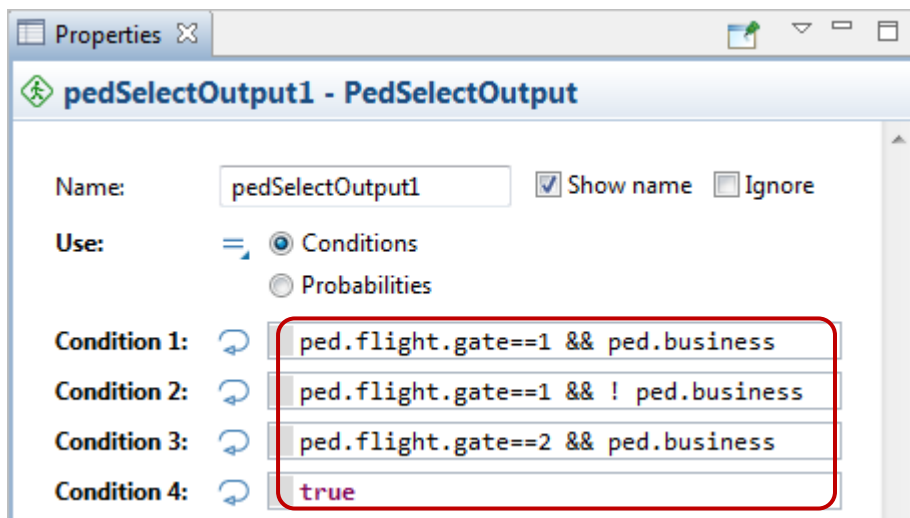 Properties
pedSelectOutput1 - PedSelectOutput
Name: pedSelectOutput1 Show name Ignore
Use: Conditions
Probabilities
Condition 1: ped.flight.gate==1 && ped.business
Condition 2: ped.flight.gate==1 && ! ped.business
Condition 3: ped.flight.gate==2 && ped.business
Condition 4: true